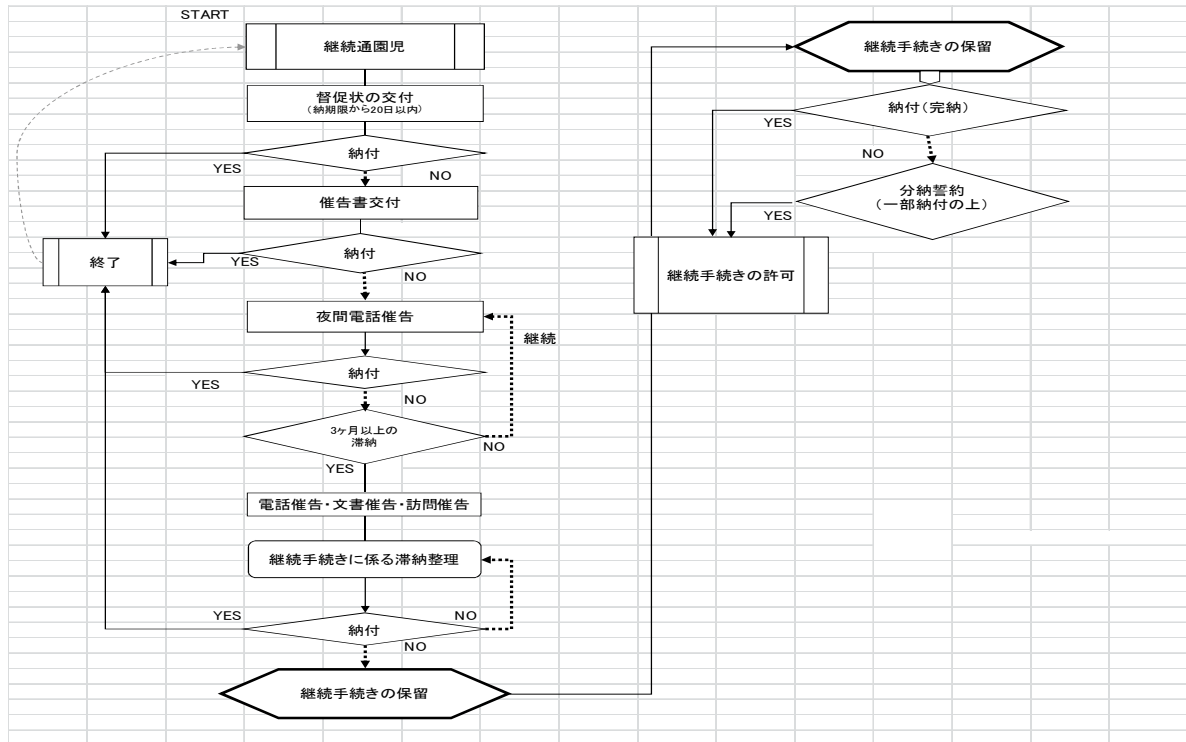 START
継続通園児
督促状の交付
（納期限から20日以内）
納付
YES
NO
催告書交付
納付
YES
NO
終了
夜間電話催告
継続
納付
YES
NO
3ヶ月以上の
滞納
NO
YES
電話催告・文書催告・訪問催告
継続手続きに係る滞納整理
YES
NO
納付
NO
継続手続きの保留
継続手続きの保留
納付（完納）
YES
NO
分納誓約
（一部納付の上）
YES
継続手続きの許可